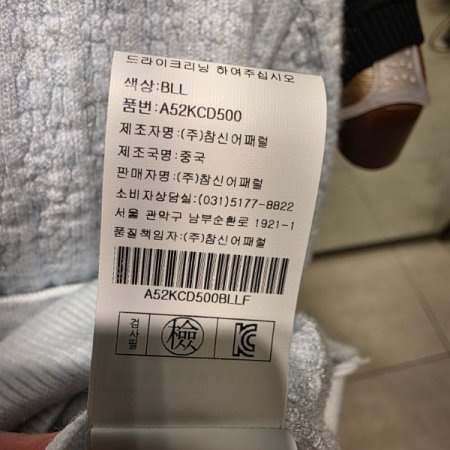 드라이크리닝 하여주십시오
색상:BLL
품번:A52KCD500
제조자명:(주)참신어패럴
제조국명:중국
판매자명:(주)참신어패럴
소비자상담실:(031)5177-8822
서울 관악구 남부순환로 1921-1
품질책임자:(주)참신어패럴
A52KCD500BLLF
검사필 檢 KC